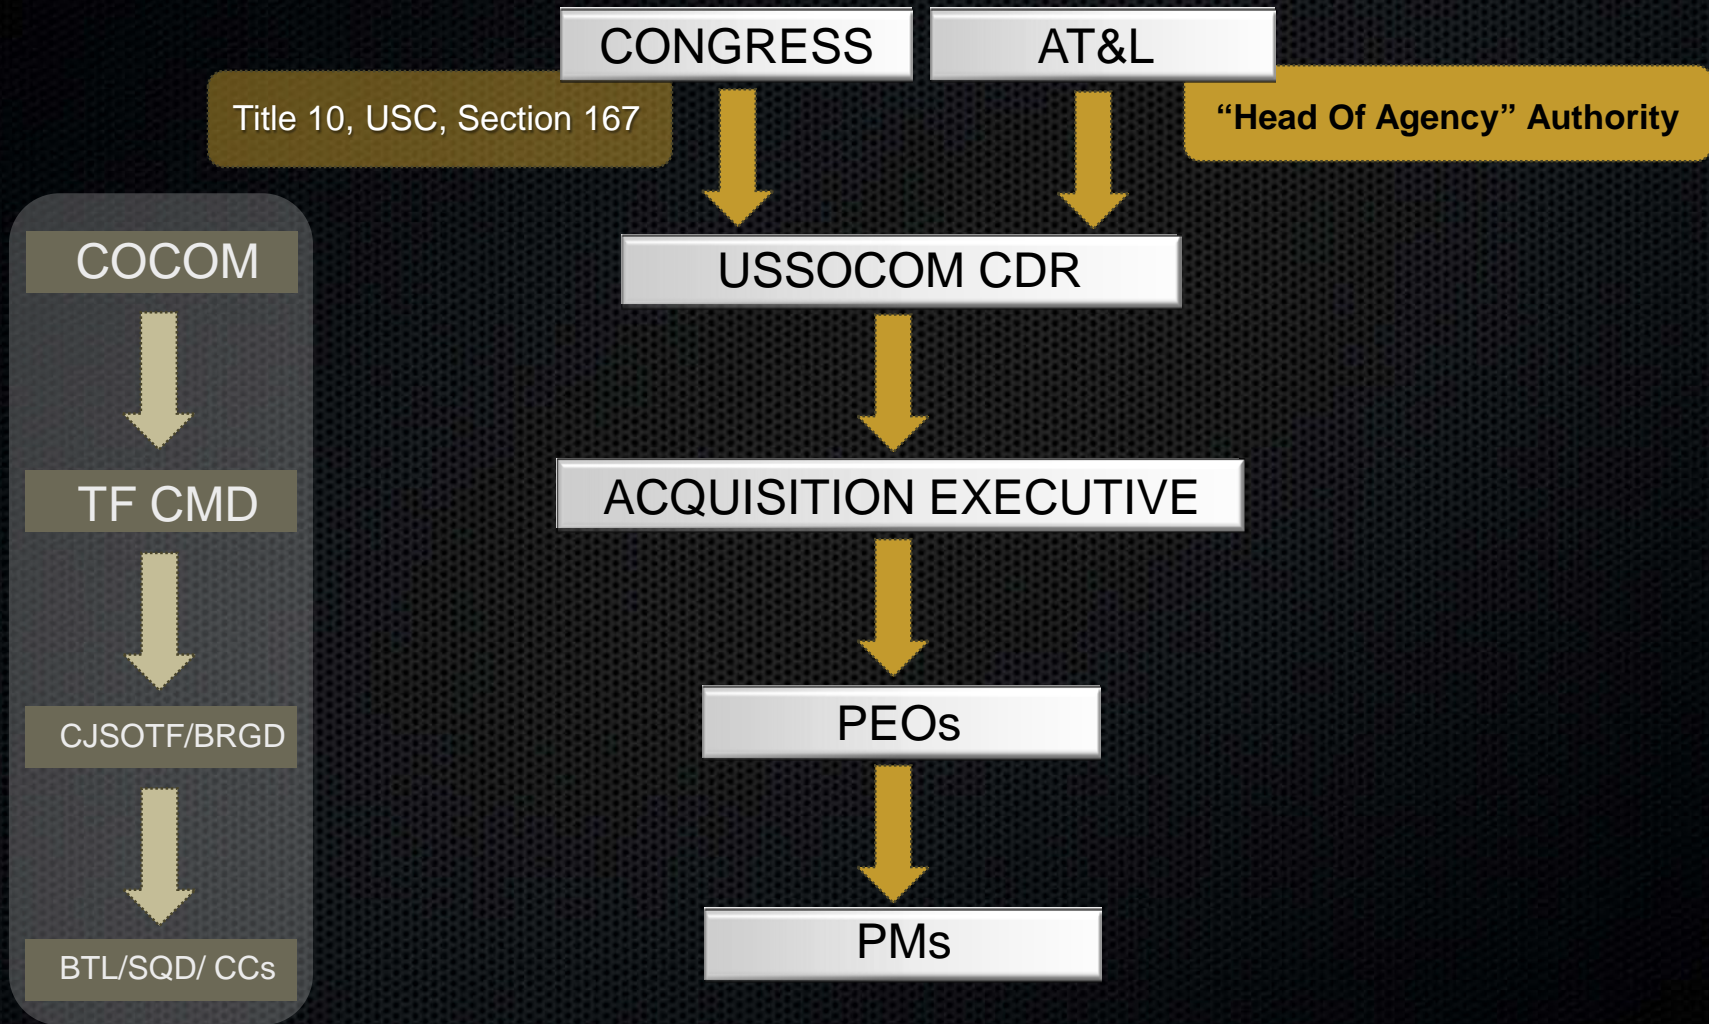 CONGRESS
AT&L
Title 10, USC, Section 167
“Head Of Agency” Authority
COCOM
USSOCOM CDR
TF CMD
ACQUISITION EXECUTIVE
CJSOTF/BRGD
PEOs
BTL/SQD/ CCs
PMs